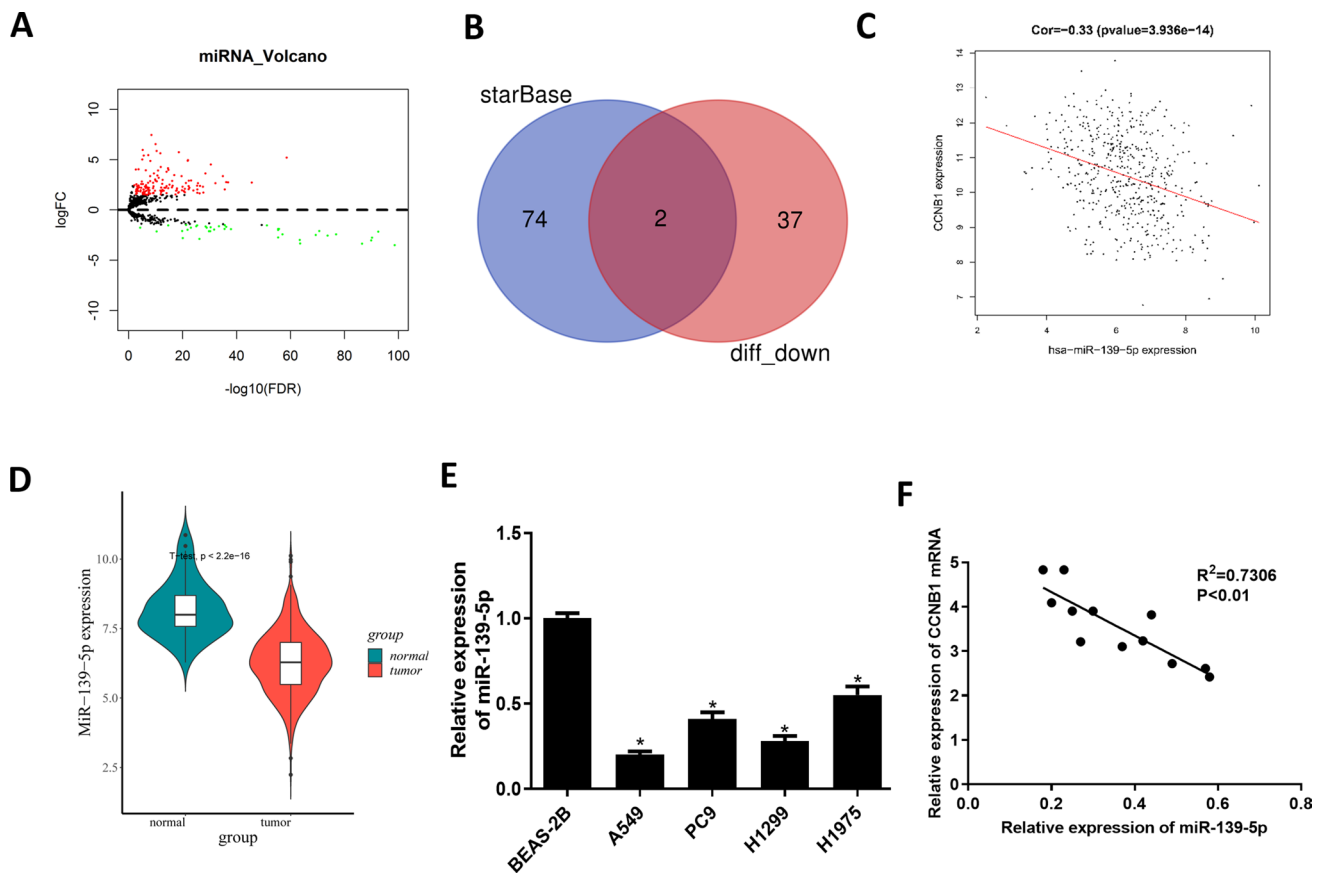 A
miRNA_Volcano
logFC
10
5
0
-5
-10
0 20 40 60 80 100
-log10(FDR)
B
starBase
74 2 37
diff_down
C
Cor=−0.33 (pvalue=3.936e−14)
CCNB1 expression
14
13
12
11
10
9
8
7
2 4 6 8 10
hsa−miR−139−5p expression
D
MiR−139−5p expression
10.0
7.5
5.0
2.5
T−test, p < 2.2e−16
normal tumor
group
group
normal
tumor
E
Relative expression
of miR-139-5p
1.5
1.0
0.5
0.0
* * * *
BEAS-2B A549 PC9 H1299 H1975
F
Relative expression of CCNB1 mRNA
5
4
3
2
1
0
R²=0.7306
P<0.01
0.0 0.2 0.4 0.6 0.8
Relative expression of miR-139-5p